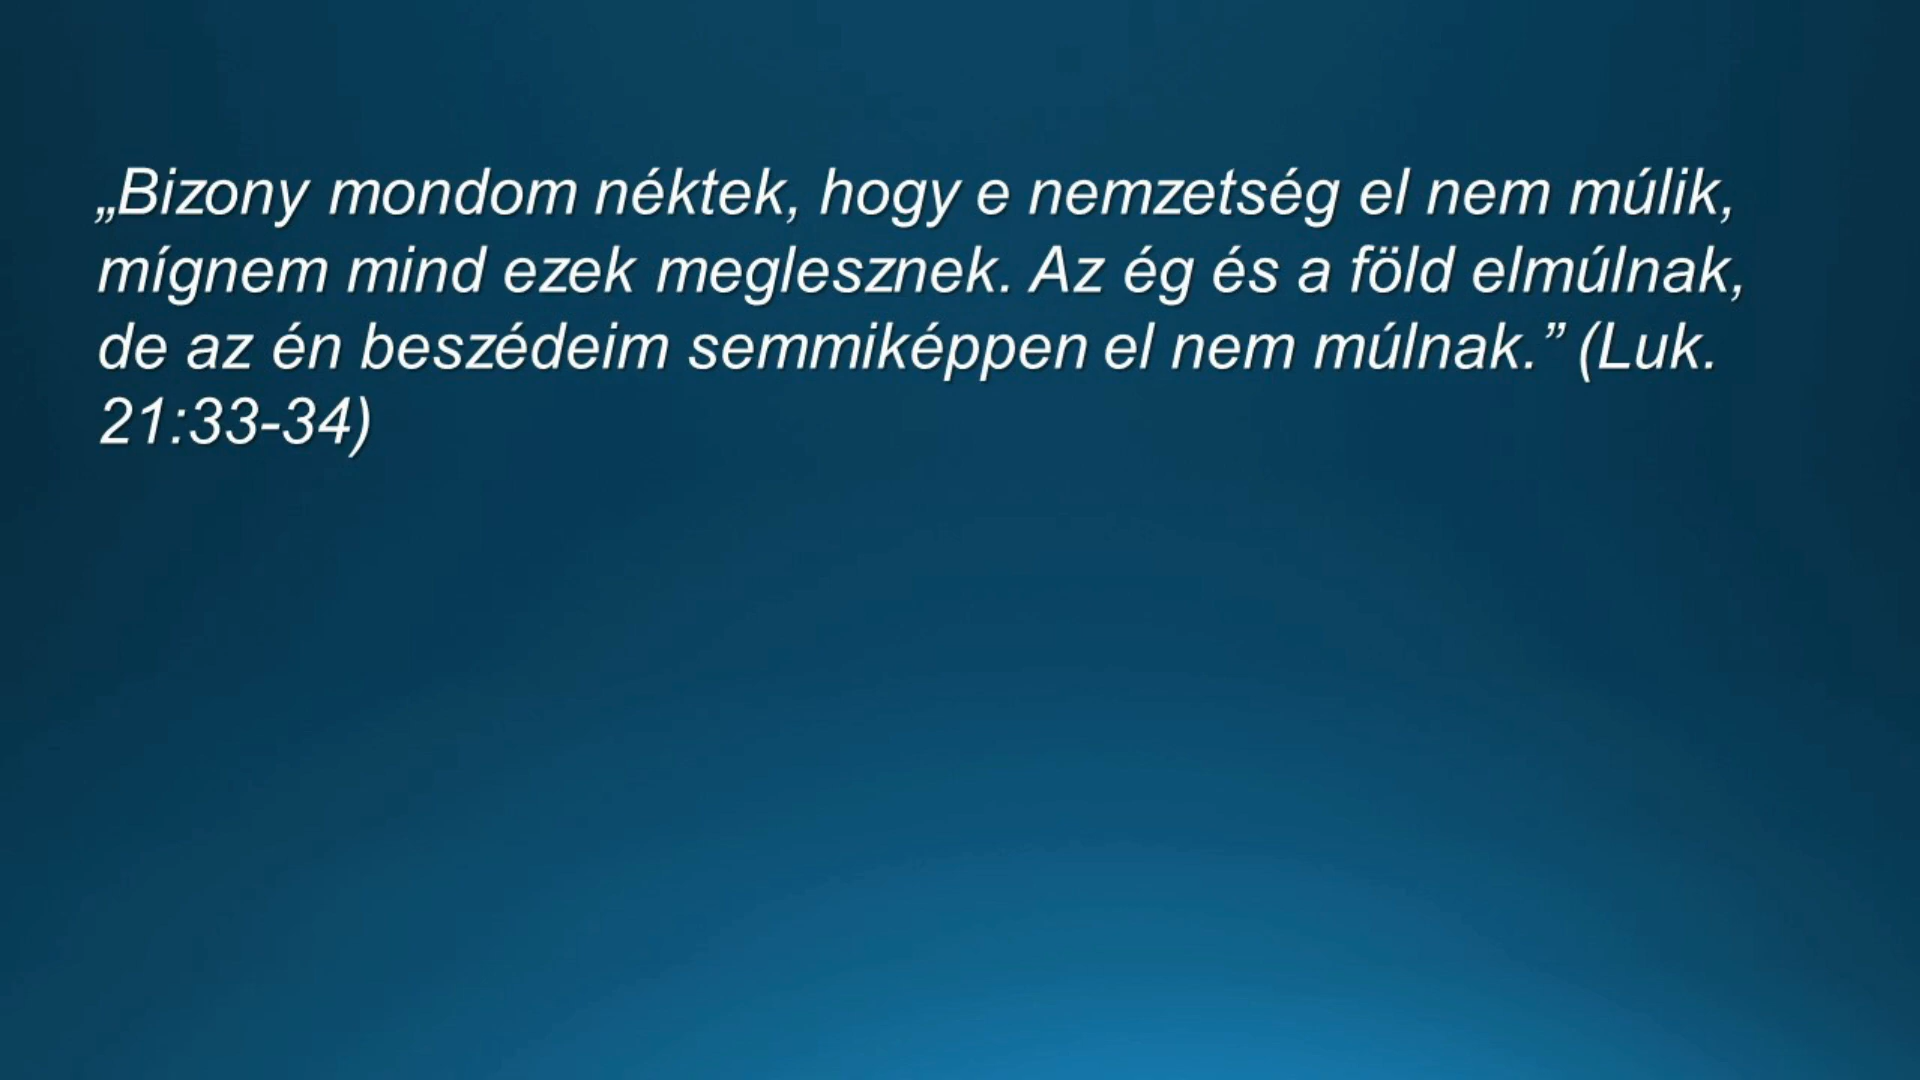 „Bizony mondom néktek, hogy e nemzetség el nem múlik,
mígnem mind ezek meglesznek. Az ég és a föld elmúlnak,
de az én beszédeim semmiképpen el nem múlnak.” (Luk.
21:33-34)